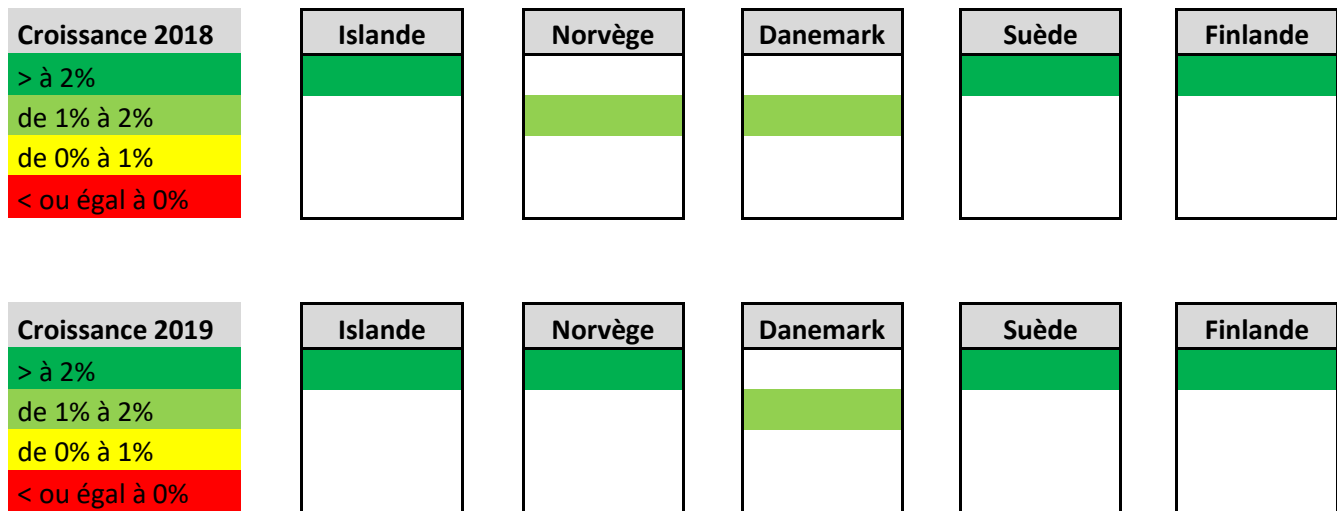 Croissance 2018 Islande Norvège Danemark Suède Finlande
> à 2%
de 1% à 2%
de 0% à 1%
< ou égal à 0%
Croissance 2019 Islande Norvège Danemark Suède Finlande
> à 2%
de 1% à 2%
de 0% à 1%
< ou égal à 0%